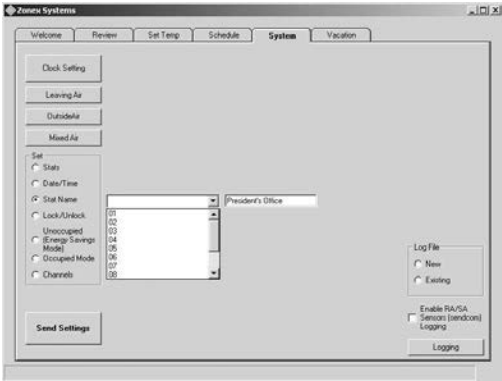 Zonex Systems
Welcome Review Set Temp Schedule System Vacation
Clock Setting
Leaving Air
OutsideAir
Mixed Air
Set
Stats
Date/Time
Stat Name
President's Office
Lock/Unlock
01
02
03
04
05
06
07
08
Unoccupied
(Energy Savings
Mode)
Occupied Mode
Channels
Send Settings
Log File
New
Existing
Enable RA/SA
Sensors (sendcon)
Logging
Logging